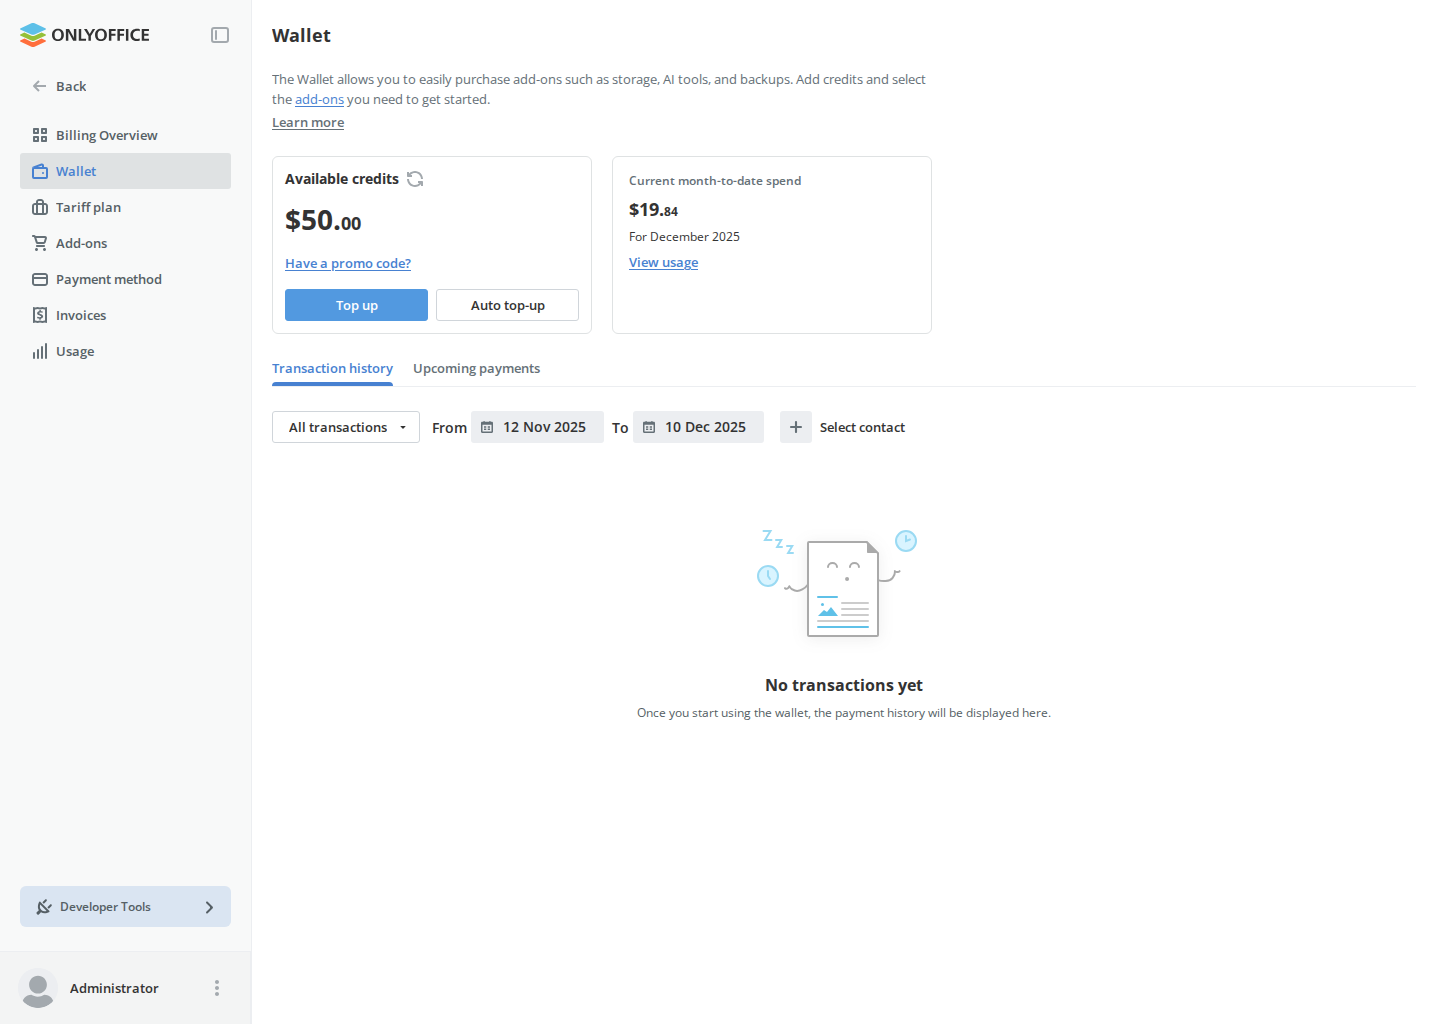 ONLYOFFICE
Back
Billing Overview
Wallet
Tariff plan
Add-ons
Payment method
Invoices
Usage
Developer Tools
Administrator
Wallet
The Wallet allows you to easily purchase add-ons such as storage, AI tools, and backups. Add credits and select
the add-ons you need to get started.
Learn more
Available credits
$50.00
Have a promo code?
Top up Auto top-up
Current month-to-date spend
$19.84
For December 2025
View usage
Transaction history Upcoming payments
All transactions From 12 Nov 2025 To 10 Dec 2025 Select contact
Z Z Z
No transactions yet
Once you start using the wallet, the payment history will be displayed here.